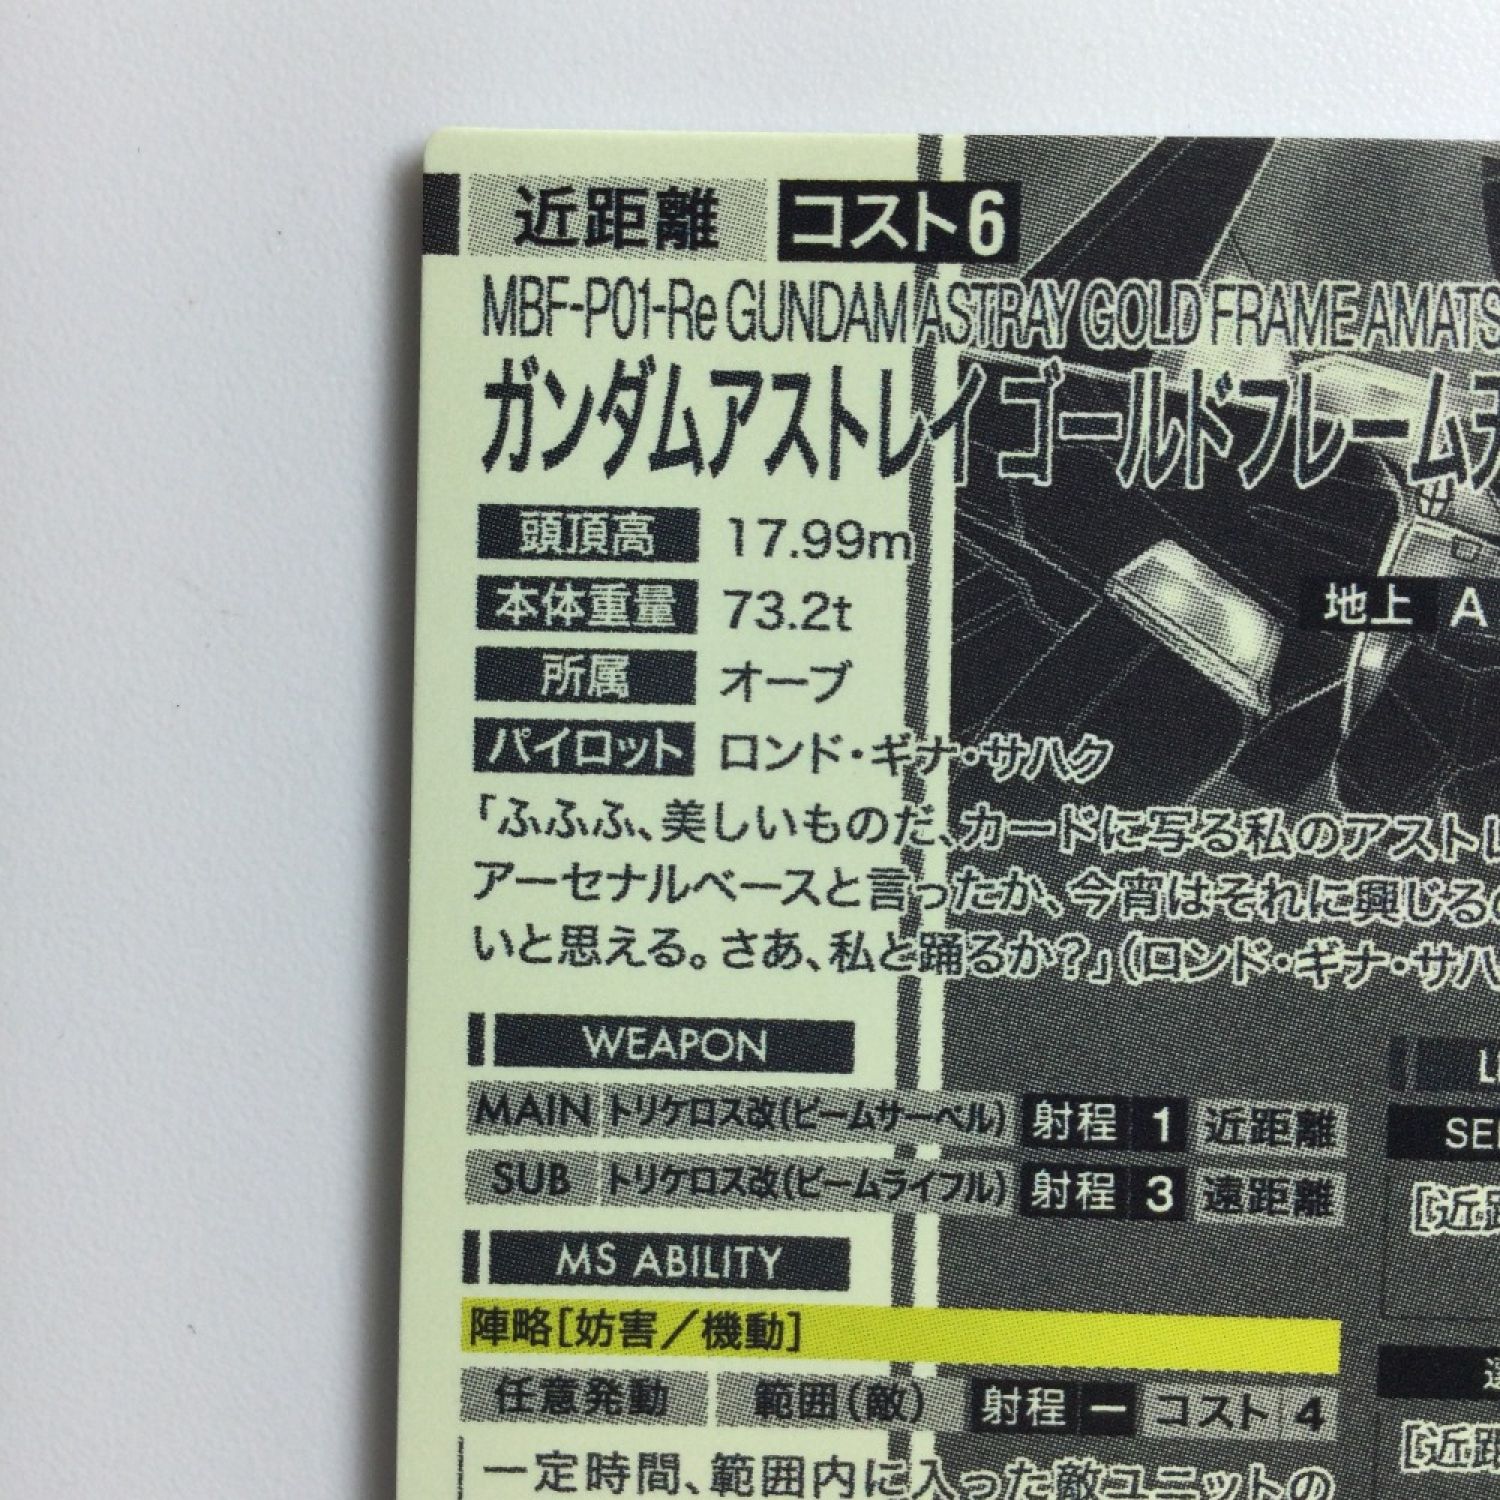 近距離 コスト6
MBF-P01-Re GUNDAM ASTRAY GOLD FRAME AMATS
ガンダムアストレイゴールドフレーム天
頭頂高 17.99m
本体重量 73.2t
地上 A
所属 オーブ
パイロット ロンド・ギナ・サハク
「ふふふ、美しいものだ、カードに写る私のアストレ
アーセナルベースと言ったか、今宵はそれに興じるの
いと思える。さあ、私と踊るか？」（ロンド・ギナ・サハ
WEAPON
MAIN トリケロス改（ビームサーベル） 射程 1 近距離
SUB トリケロス改（ビームライフル） 射程 3 遠距離
MS ABILITY
陣略[妨害／機動]
任意発動 範囲（敵） 射程 ー コスト 4
一定時間、範囲内に入った敵ユニットの
[近距
[近距